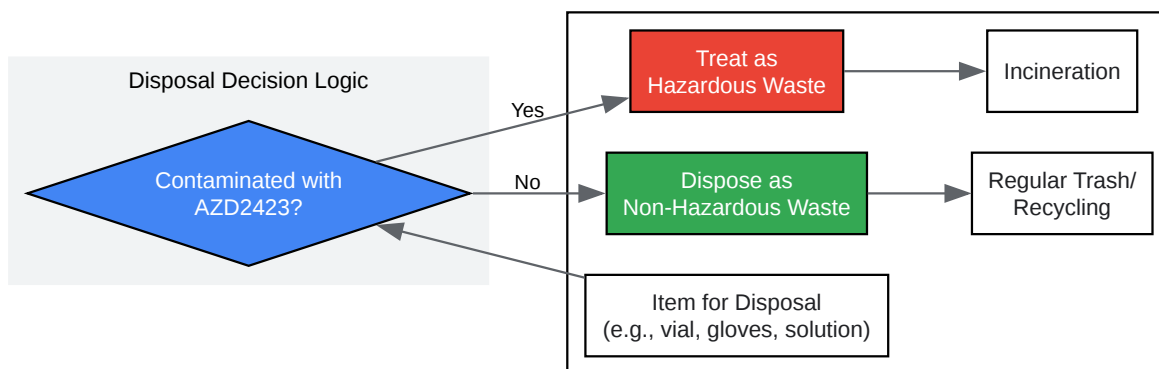 Disposal Decision Logic
Contaminated with
AZD2423?
Yes
No
Treat as
Hazardous Waste
Incineration
Dispose as
Non-Hazardous Waste
Regular Trash/
Recycling
Item for Disposal
(e.g., vial, gloves, solution)